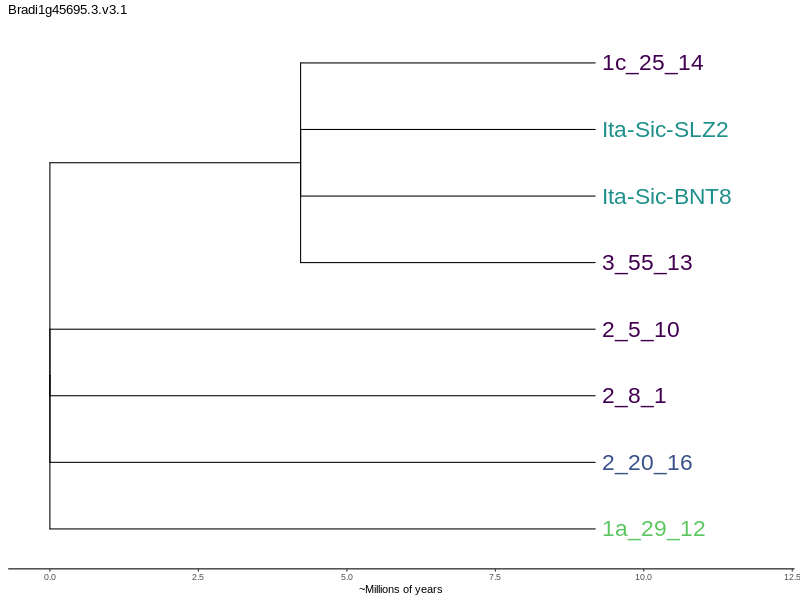 Bradi1g45695.3.v3.1
1c_25_14
Ita-Sic-SLZ2
Ita-Sic-BNT8
3_55_13
2_5_10
2_8_1
2_20_16
1a_29_12
0.0 2.5 5.0 7.5 10.0 12.5
~Millions of years